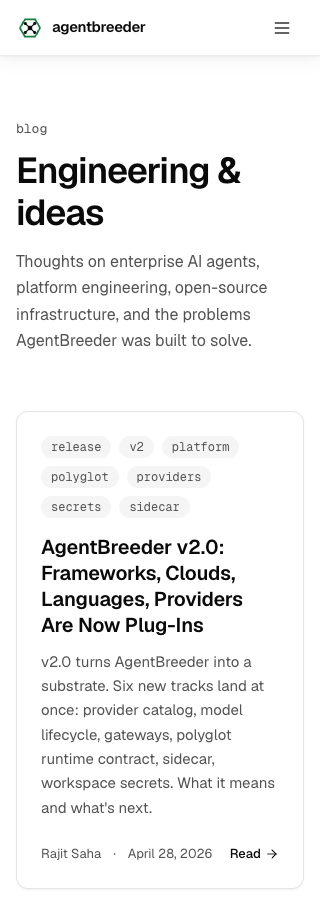 agentbreeder
blog
Engineering &
ideas
Thoughts on enterprise AI agents,
platform engineering, open-source
infrastructure, and the problems
AgentBreeder was built to solve.
release v2 platform
polyglot providers
secrets sidecar
AgentBreeder v2.0:
Frameworks, Clouds,
Languages, Providers
Are Now Plug-Ins
v2.0 turns AgentBreeder into a
substrate. Six new tracks land at
once: provider catalog, model
lifecycle, gateways, polyglot
runtime contract, sidecar,
workspace secrets. What it means
and what's next.
Rajit Saha · April 28, 2026 Read →